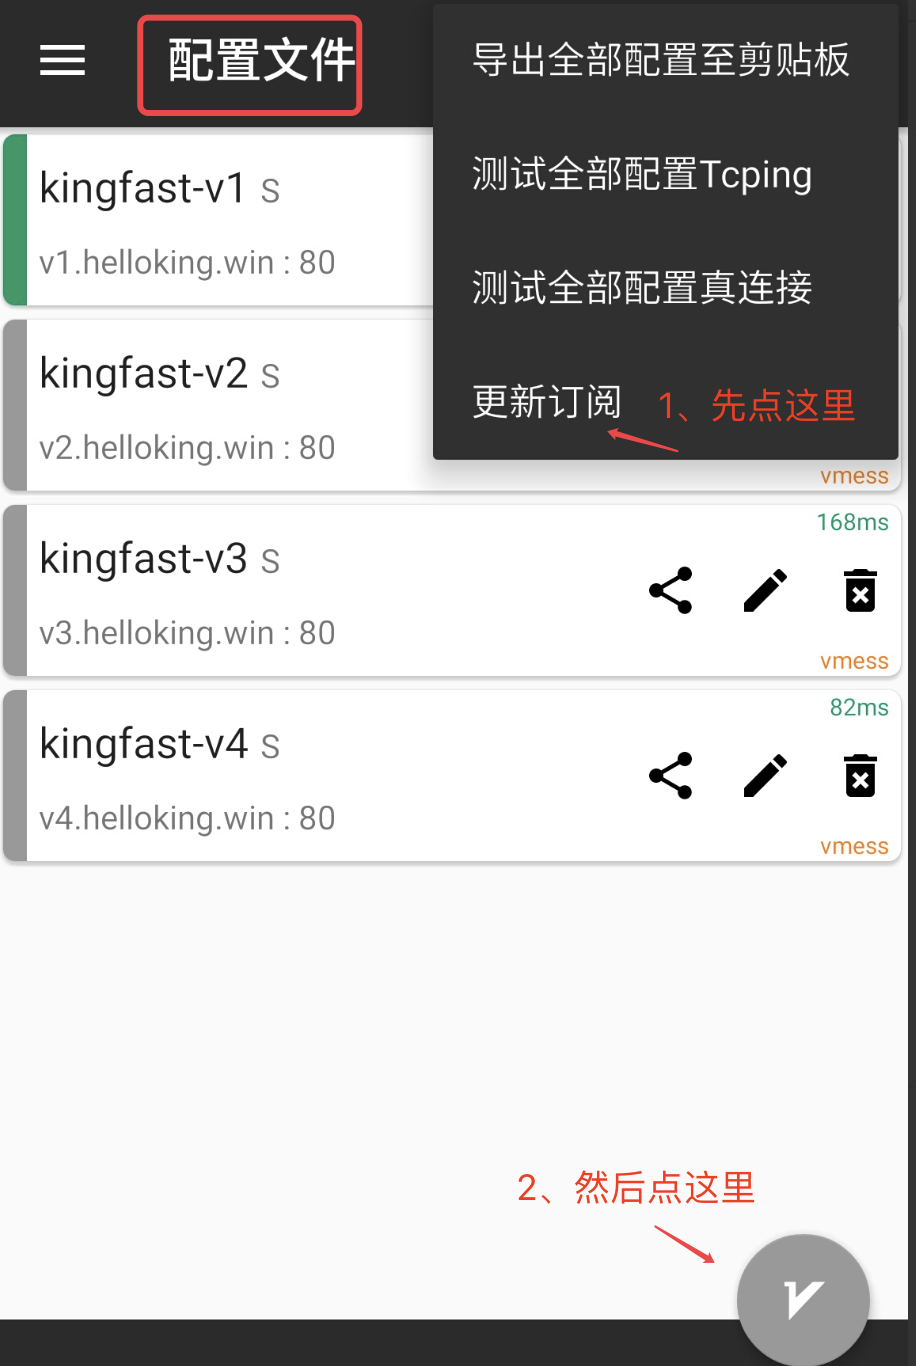 配置文件
导出全部配置至剪贴板
测试全部配置Tcping
测试全部配置真连接
更新订阅
1、先点这里
kingfast-v1 S
v1.helloking.win : 80
kingfast-v2 S
v2.helloking.win : 80
vmess
168ms
kingfast-v3 S
v3.helloking.win : 80
vmess
82ms
kingfast-v4 S
v4.helloking.win : 80
vmess
2、然后点这里